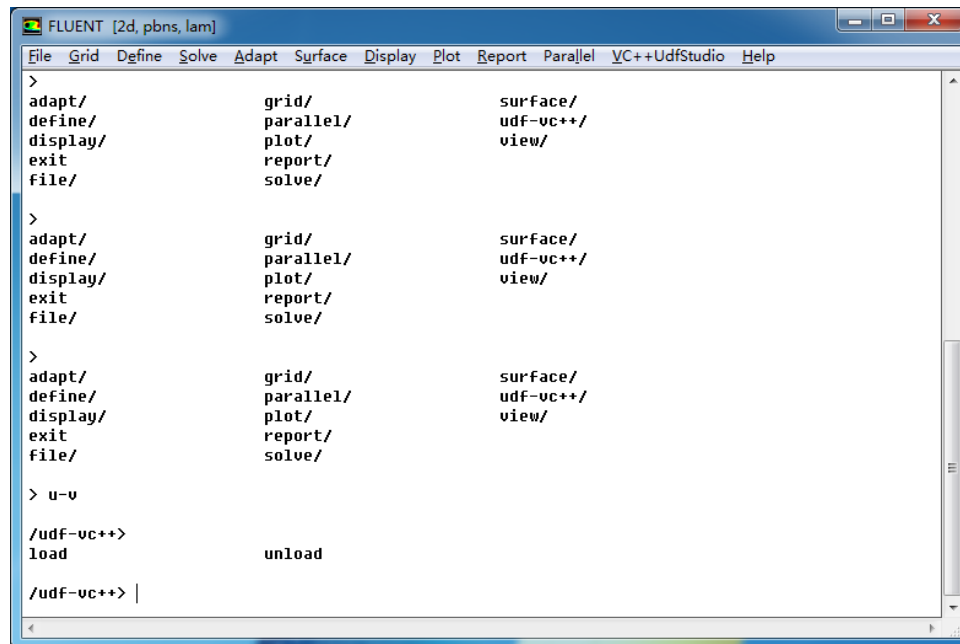 FLUENT [2d, pbns, lam]
File Grid Define Solve Adapt Surface Display Plot Report Parallel VC++UdfStudio Help
>
adapt/ grid/ surface/
define/ parallel/ udf-vc++/
display/ plot/ view/
exit report/
file/ solve/
>
adapt/ grid/ surface/
define/ parallel/ udf-vc++/
display/ plot/ view/
exit report/
file/ solve/
>
adapt/ grid/ surface/
define/ parallel/ udf-vc++/
display/ plot/ view/
exit report/
file/ solve/
> u-v
/udf-vc++>
load unload
/udf-vc++>